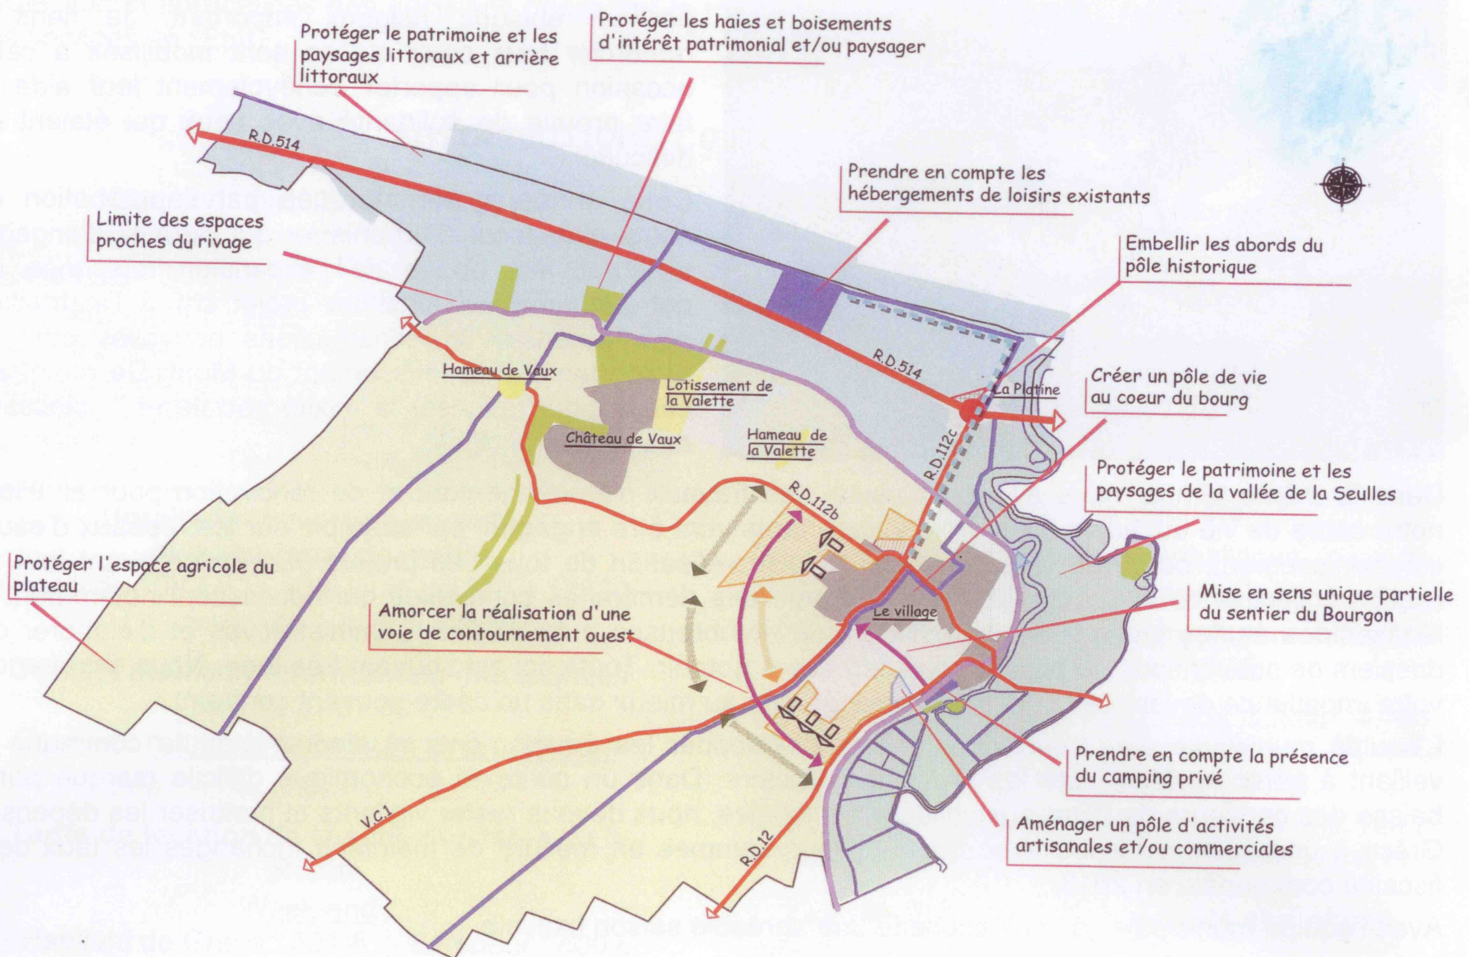 Protéger le patrimoine et les
paysages littoraux et arrière
littoraux
Protéger les haies et boisements
d'intérêt patrimonial et/ou paysager
R.D.514
Prendre en compte les
hébergements de loisirs existants
Limite des espaces
proches du rivage
Embellir les abords du
pôle historique
R.D.514
Hameau de Vaux
Lotissement de
la Valette
La Platine
Créer un pôle de vie
au coeur du bourg
Château de Vaux
Hameau de
la Valette
R.D.112c
R.D.112b
Protéger le patrimoine et les
paysages de la vallée de la Seulles
Protéger l'espace agricole du
plateau
Amorcer la réalisation d'une
voie de contournement ouest
Le village
Mise en sens unique partielle
du sentier du Bourgon
Prendre en compte la présence
du camping privé
V.C.1
R.D.12
Aménager un pôle d'activités
artisanales et/ou commerciales